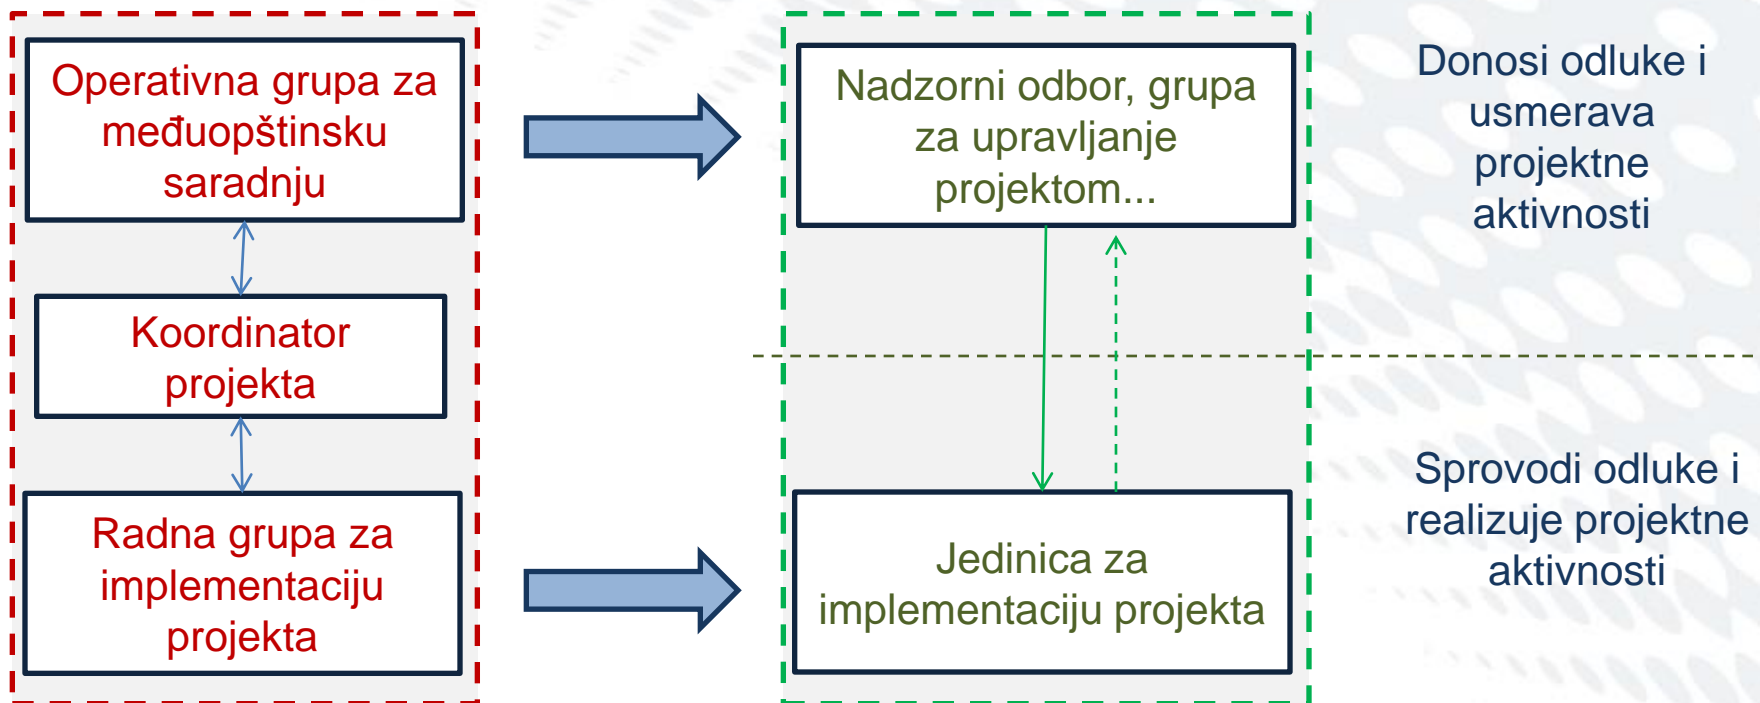 Operativna grupa za
međuopštinsku
saradnju
Koordinator
projekta
Radna grupa za
implementaciju
projekta
Nadzorni odbor, grupa
za upravljanje
projektom...
Jedinica za
implementaciju projekta
Donosi odluke i
usmerava
projektne
aktivnosti
Sprovodi odluke i
realizuje projektne
aktivnosti